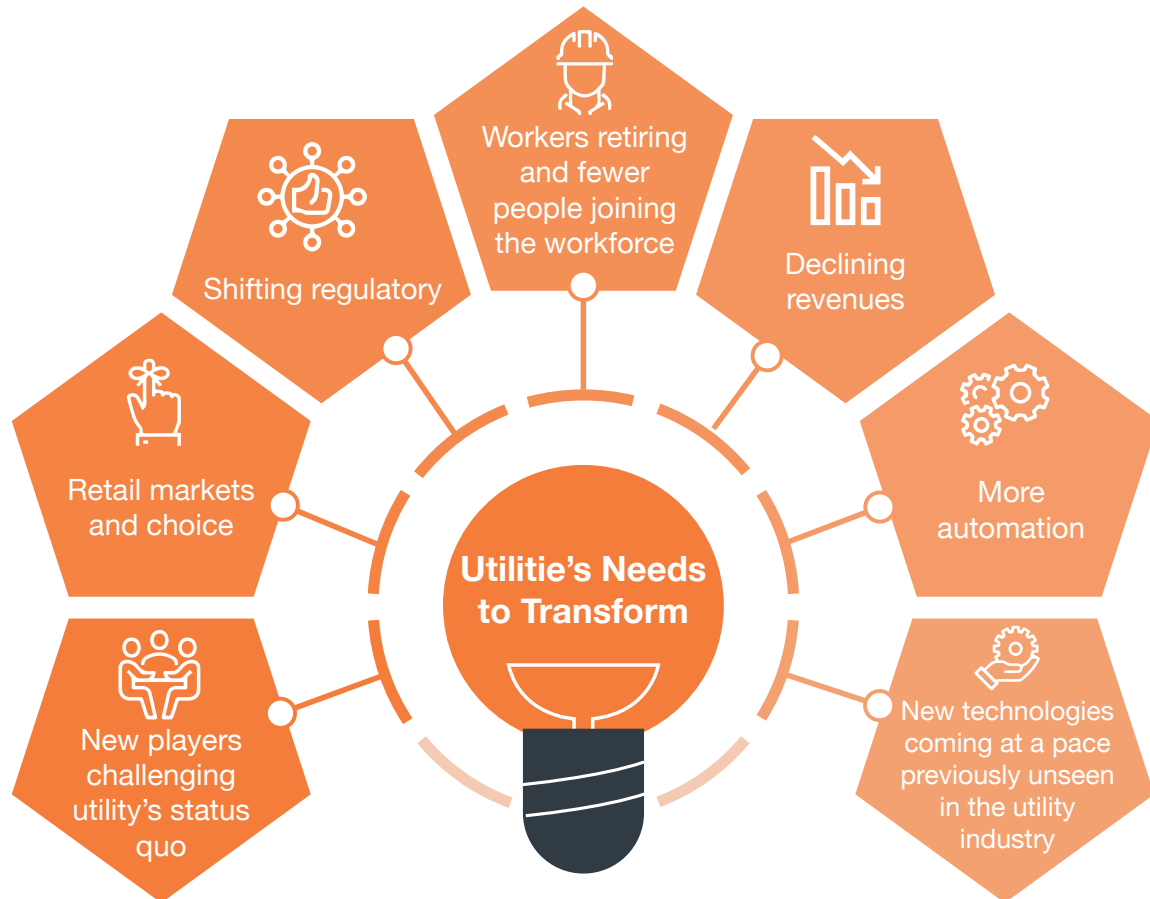 Workers retiring
and fewer
people joining
the workforce
Shifting regulatory
Declining
revenues
Retail markets
and choice
More
automation
Utilitie's Needs
to Transform
New players
challenging
utility's status
quo
New technologies
coming at a pace
previously unseen
in the utility
industry